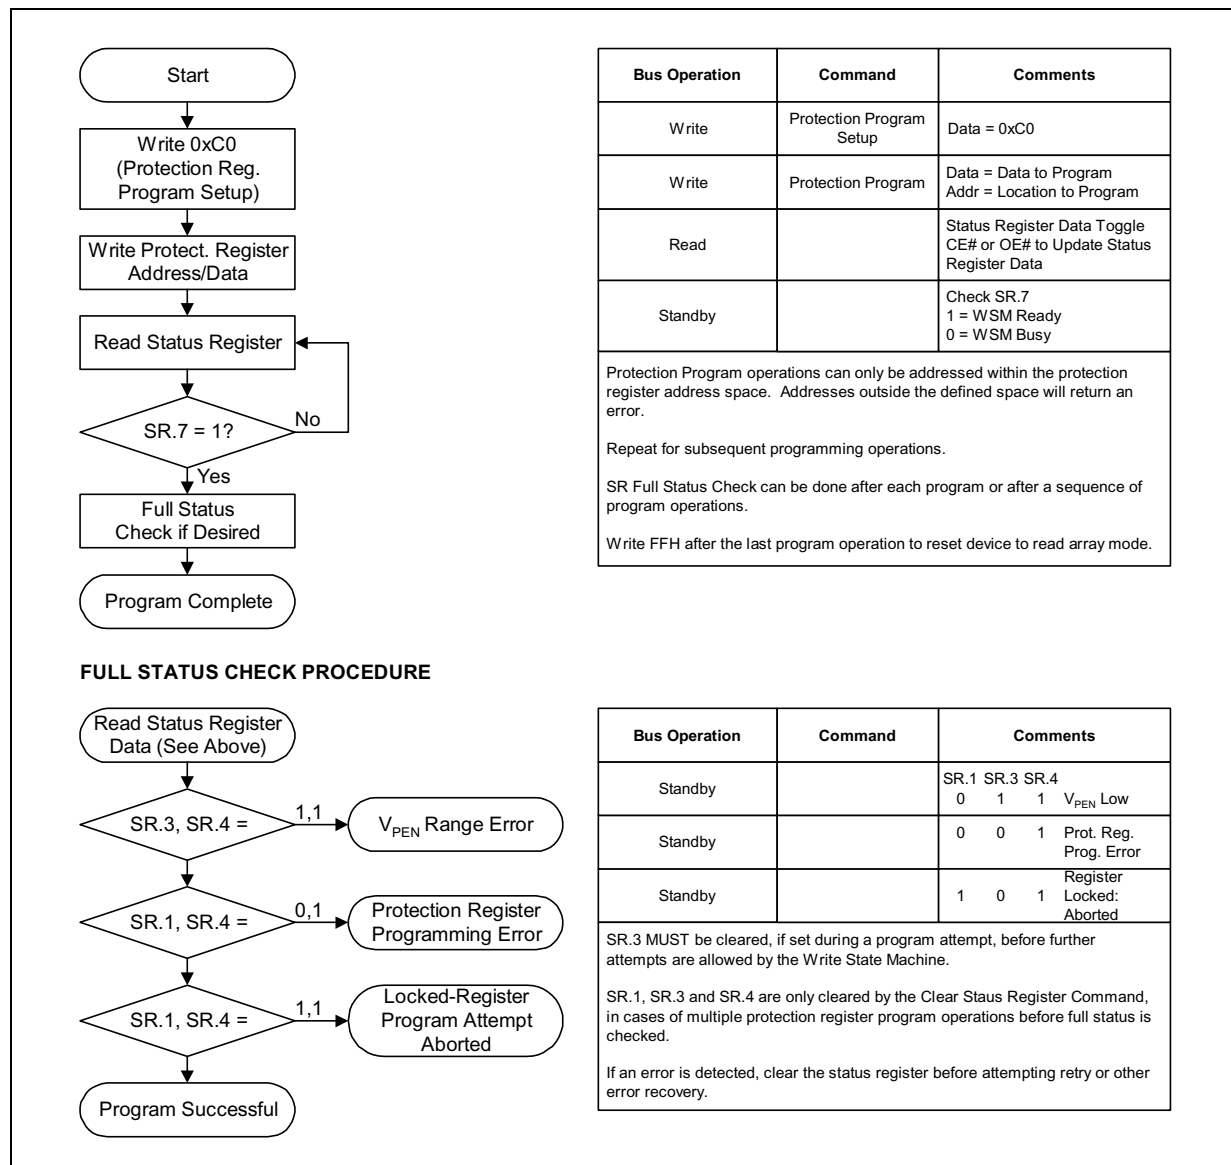 Start
Write 0xC0
(Protection Reg.
Program Setup)
Write Protect. Register
Address/Data
Read Status Register
SR.7 = 1?
No
Yes
Full Status
Check if Desired
Program Complete
Bus Operation Command Comments
Write Protection Program
Setup Data = 0xC0
Write Protection Program Data = Data to Program
Addr = Location to Program
Read Status Register Data Toggle
CE# or OE# to Update Status
Register Data
Standby Check SR.7
1 = WSM Ready
0 = WSM Busy
Protection Program operations can only be addressed within the protection
register address space. Addresses outside the defined space will return an
error.
Repeat for subsequent programming operations.
SR Full Status Check can be done after each program or after a sequence of
program operations.
Write FFH after the last program operation to reset device to read array mode.
FULL STATUS CHECK PROCEDURE
Read Status Register
Data (See Above)
SR.3, SR.4 =
1,1
VPEN Range Error
SR.1, SR.4 =
0,1
Protection Register
Programming Error
SR.1, SR.4 =
1,1
Locked-Register
Program Attempt
Aborted
Program Successful
Bus Operation Command Comments
Standby SR.1 SR.3 SR.4
0 1 1 VPEN Low
Standby 0 0 1 Prot. Reg.
Prog. Error
Standby 1 0 1 Register
Locked:
Aborted
SR.3 MUST be cleared, if set during a program attempt, before further
attempts are allowed by the Write State Machine.
SR.1, SR.3 and SR.4 are only cleared by the Clear Staus Register Command,
in cases of multiple protection register program operations before full status is
checked.
If an error is detected, clear the status register before attempting retry or other
error recovery.